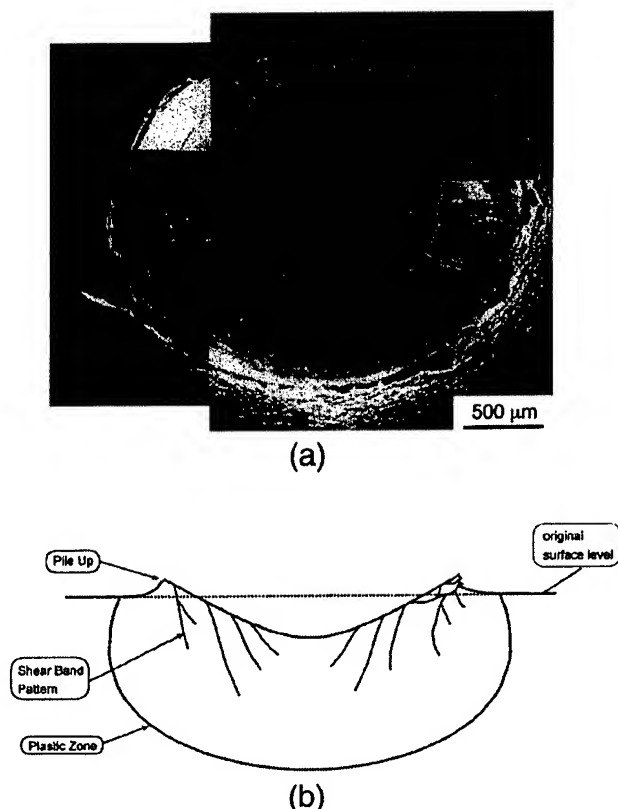 500 μm
(a)
Pile Up
original
surface level
Shear Band
Pattern
Plastic Zone
(b)